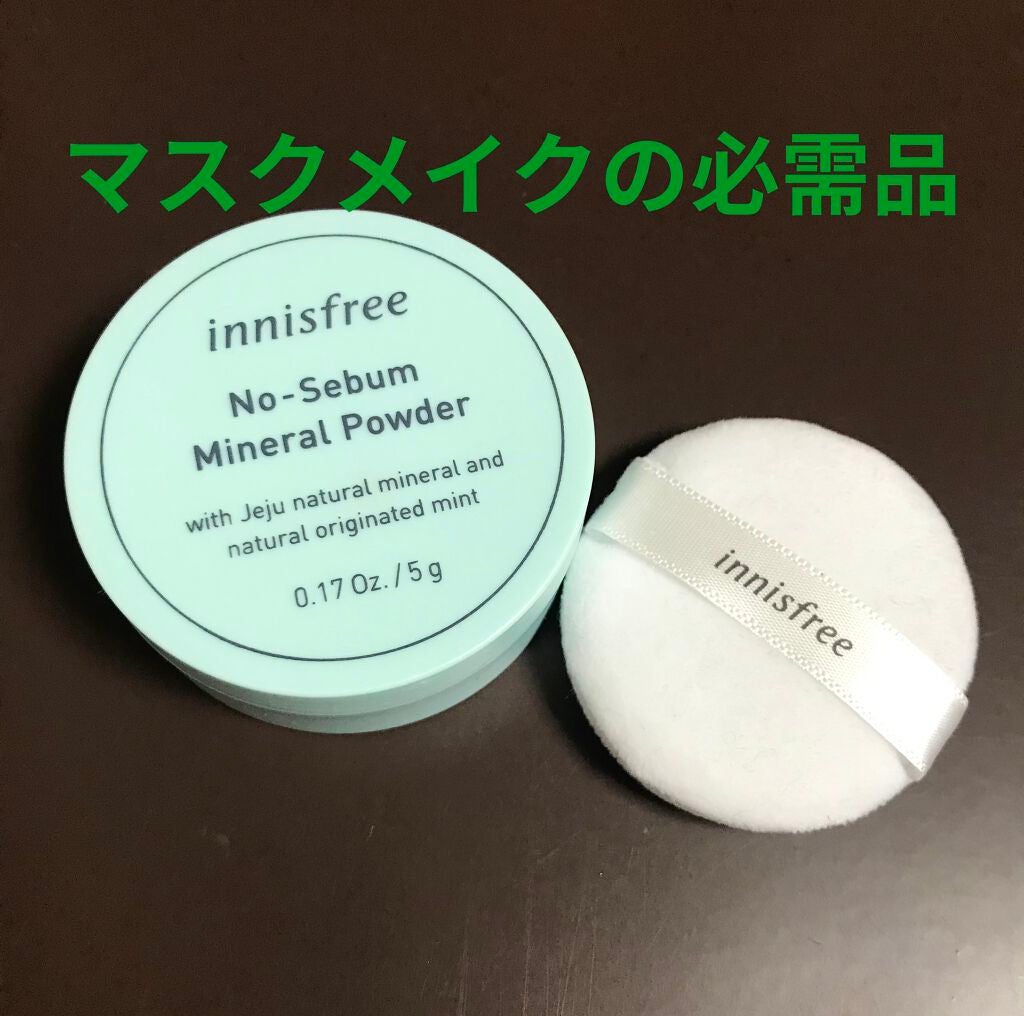 マスクメイクの必需品
innisfree
No-Sebum
Mineral Powder
with Jeju natural mineral and
natural originated mint
0.17 Oz. / 5 g
innisfree